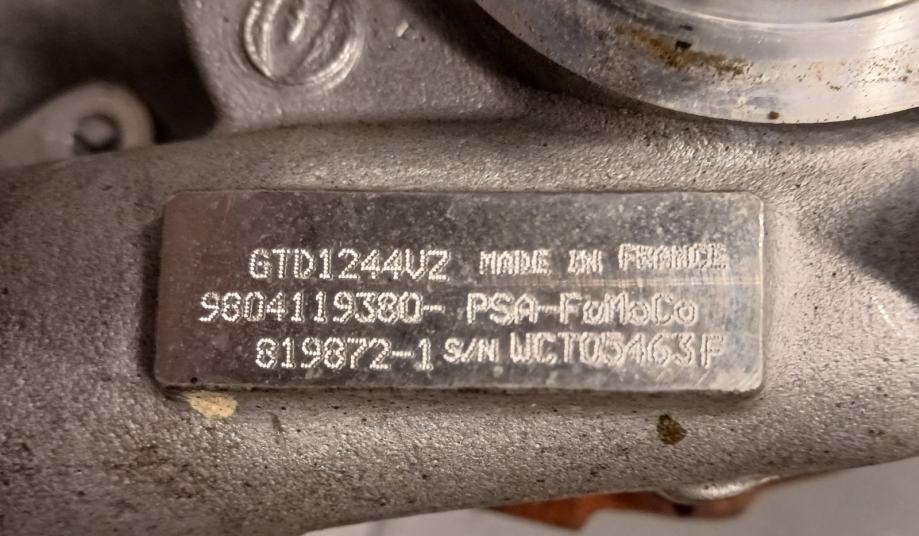 GTD1244VZ MADE IN FRANCE
9804119380- PSA-FoMoCo
819872-1 S/N WCT05463F